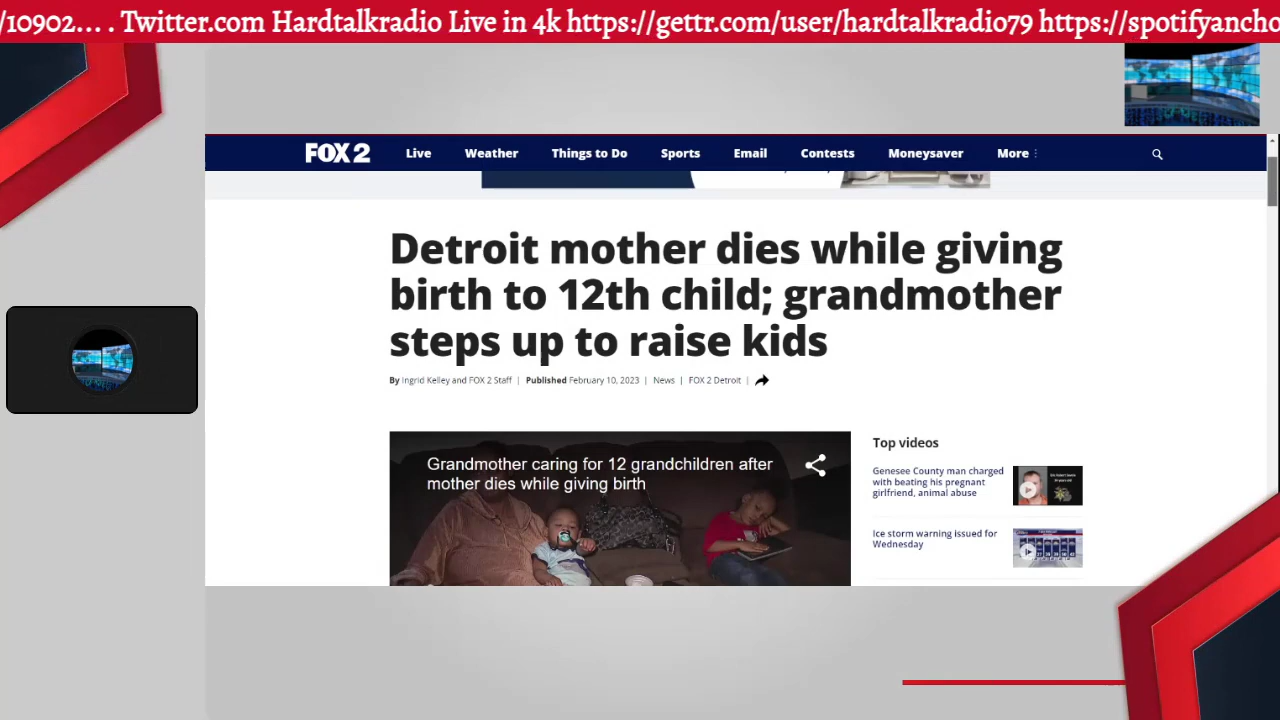 /10902... . Twitter.com Hardtalkradio Live in 4k https://gettr.com/user/hardtalkradio79 https://spotifyancho
FOX 2 Live Weather Things to Do Sports Email Contests Moneysaver More
Detroit mother dies while giving
birth to 12th child; grandmother
steps up to raise kids
By Ingrid Kelley and FOX 2 Staff | Published February 10, 2023 | News | FOX 2 Detroit |
Grandmother caring for 12 grandchildren after
mother dies while giving birth
Top videos
Genesee County man charged
with beating his pregnant
girlfriend, animal abuse
Ice storm warning issued for
Wednesday